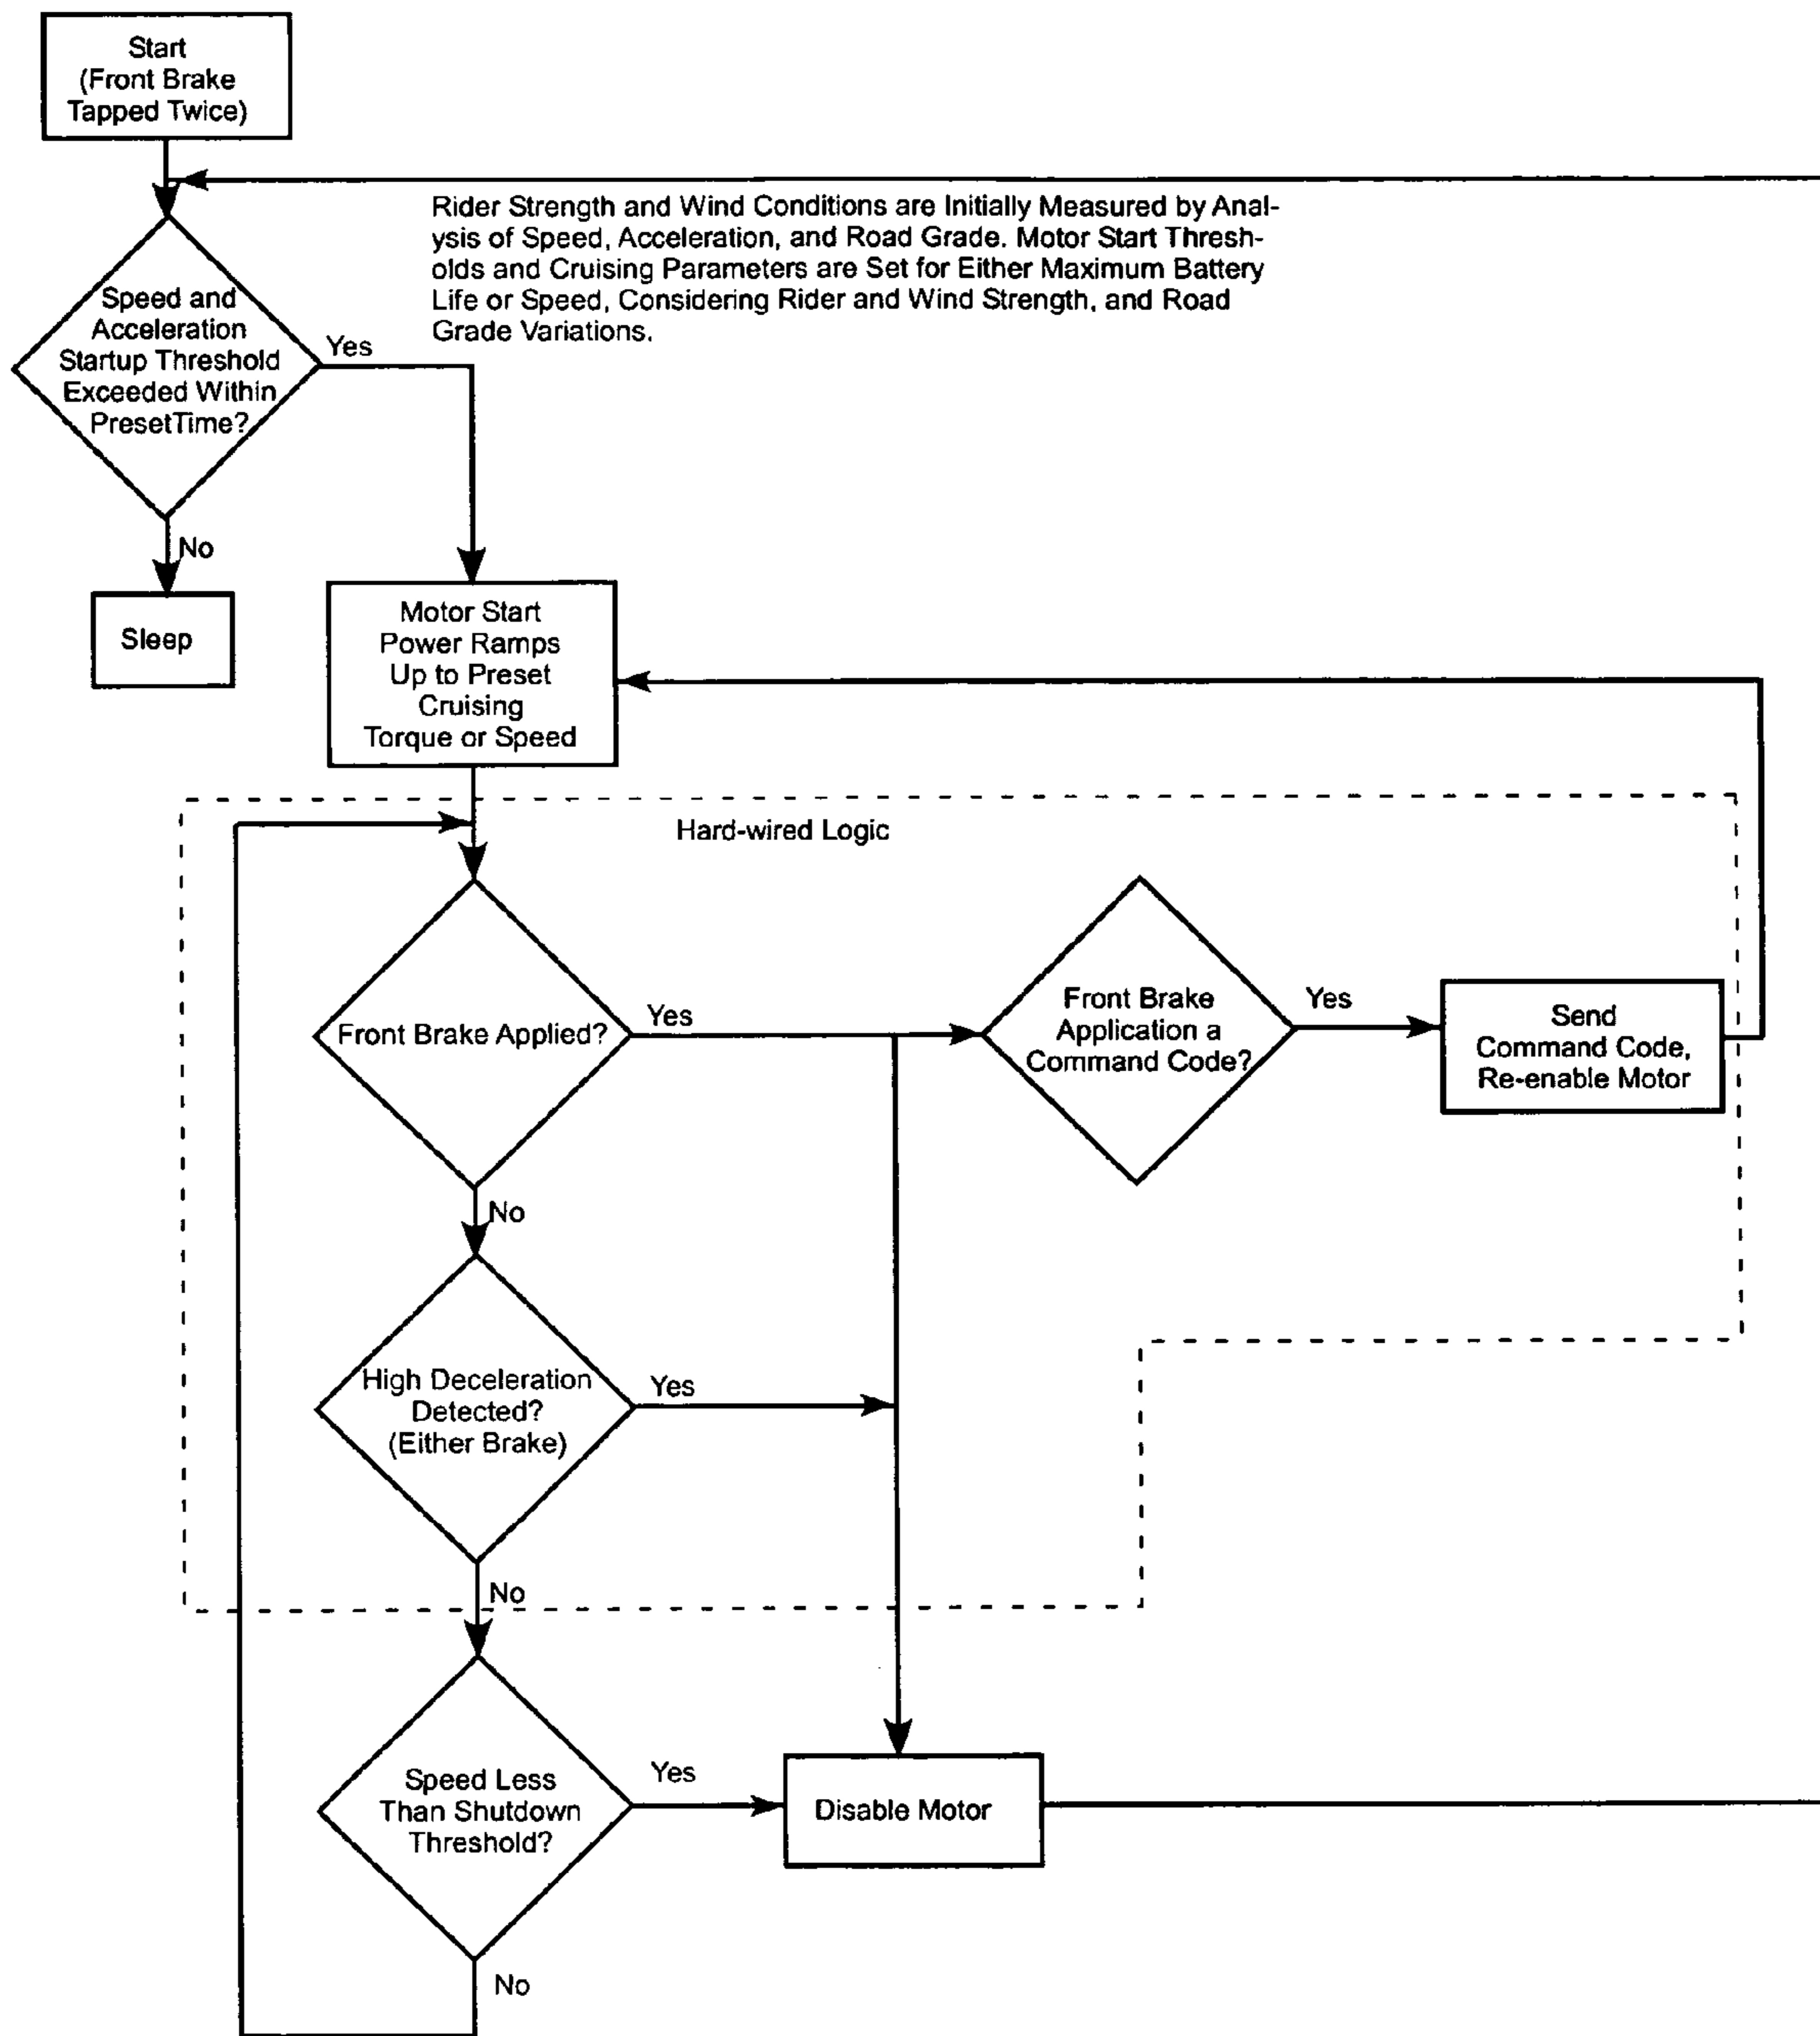 Start
(Front Brake
Tapped Twice)
Rider Strength and Wind Conditions are Initially Measured by Anal-
ysis of Speed, Acceleration, and Road Grade. Motor Start Thresh-
olds and Cruising Parameters are Set for Either Maximum Battery
Life or Speed, Considering Rider and Wind Strength, and Road
Grade Variations.
Speed and
Acceleration
Startup Threshold
Exceeded Within
PresetTime?
Yes
No
Sleep
Motor Start
Power Ramps
Up to Preset
Cruising
Torque or Speed
Hard-wired Logic
Front Brake Applied?
Yes
Front Brake
Application a
Command Code?
Yes
Send
Command Code,
Re-enable Motor
No
High Deceleration
Detected?
(Either Brake)
Yes
No
Speed Less
Than Shutdown
Threshold?
Yes
Disable Motor
No